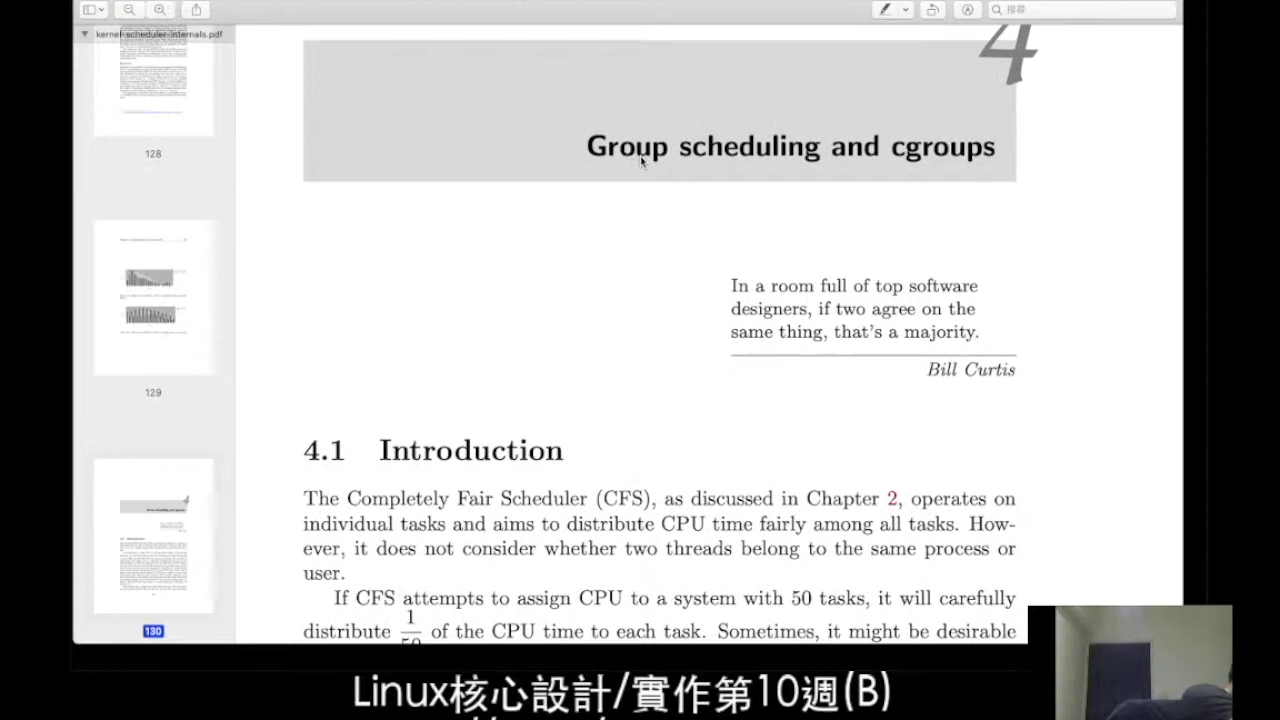 搜尋
kernel-scheduler-internals.pdf
128
129
130
4
Group scheduling and cgroups
In a room full of top software
designers, if two agree on the
same thing, that's a majority.
Bill Curtis
4.1 Introduction
The Completely Fair Scheduler (CFS), as discussed in Chapter 2, operates on
individual tasks and aims to distribute CPU time fairly among all tasks. How-
ever, it does not consider whether two threads belong to the same process or
user.
If CFS attempts to assign CPU to a system with 50 tasks, it will carefully
distribute 1/50 of the CPU time to each task. Sometimes, it might be desirable
Linux核心設計/實作第10週(B)